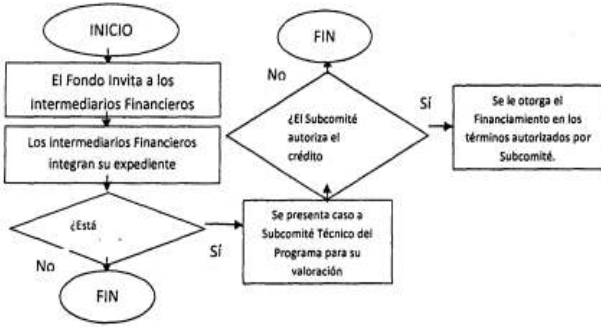 INICIO
El Fondo Invita a los
Intermediarios Financieros
Los intermediarios Financieros
integran su expediente
¿Está
No
Sí
FIN
Se presenta caso a
Subcomité Técnico del
Programa para su
valoración
¿El Subcomité
autoriza el
crédito
No
FIN
Sí
Se le otorga el
Financiamiento en los
términos autorizados por
Subcomité.